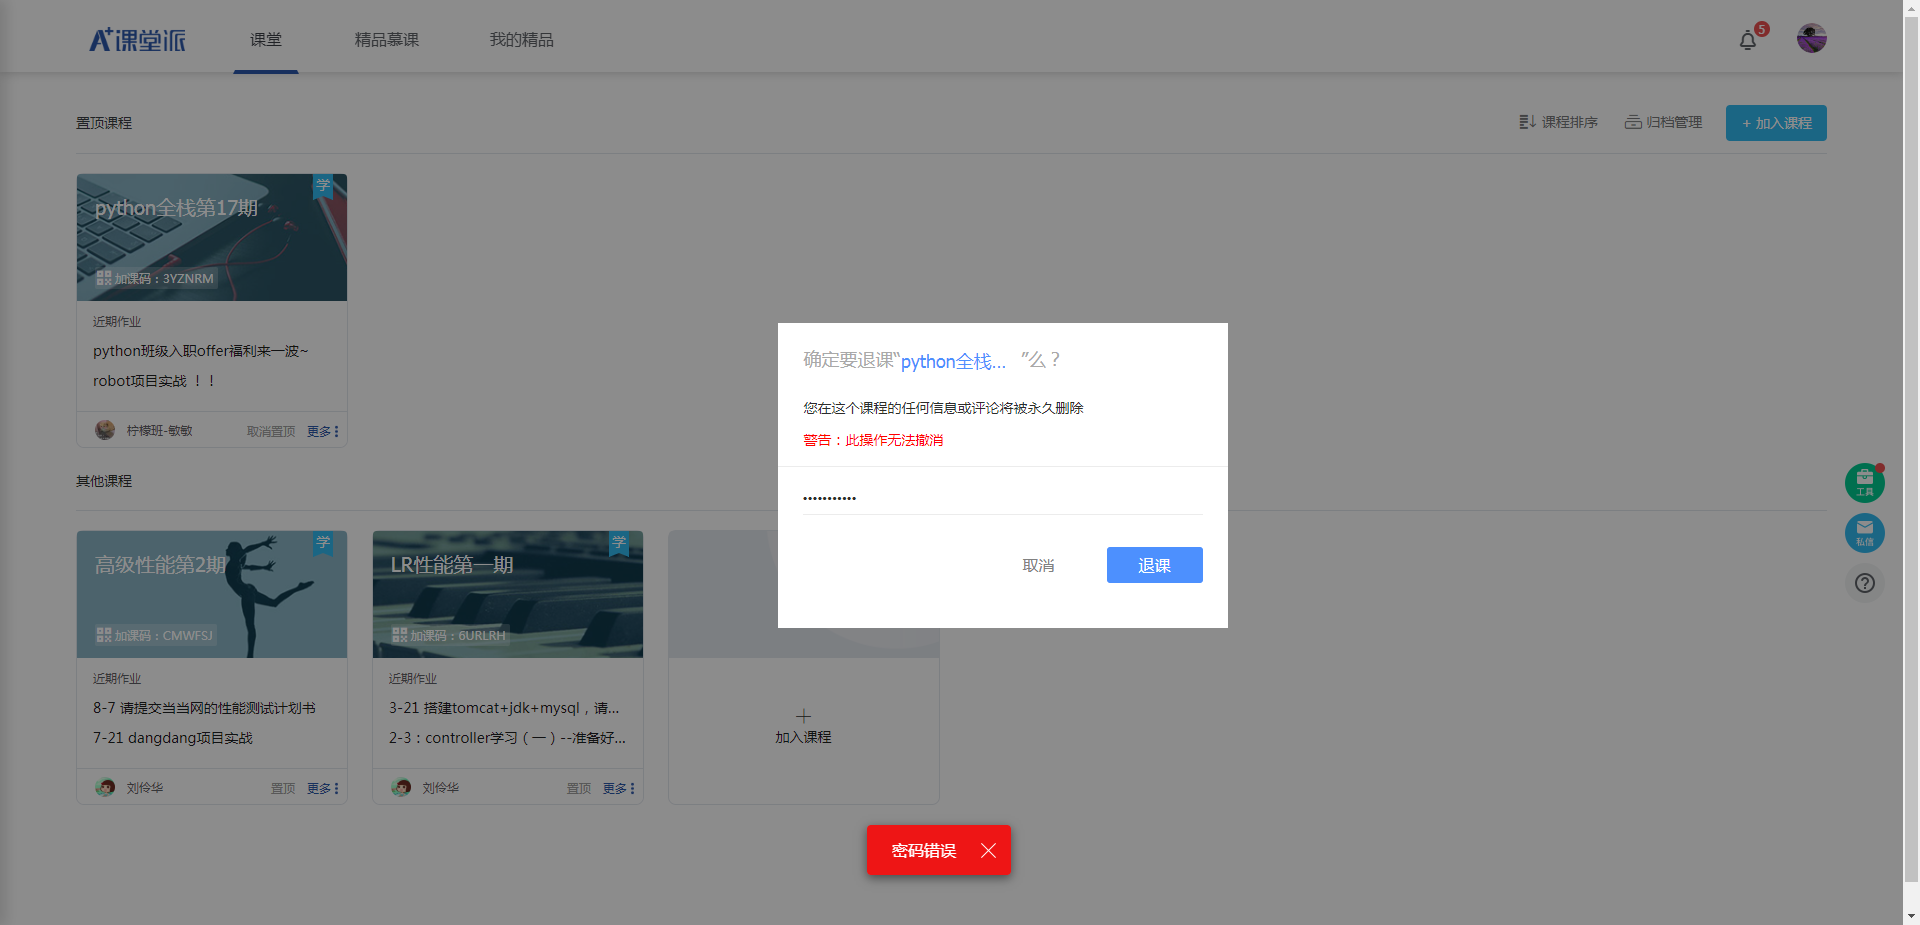 A+课堂派
课堂
精品慕课
我的精品
5
置顶课程
课程排序
归档管理
+ 加入课程
学
python全栈第17期
加课码：3YZNRM
近期作业
python班级入职offer福利来一波~
robot项目实战 ！！
柠檬班-敏敏
取消置顶
更多
确定要退课“python全栈... ”么？
您在这个课程的任何信息或评论将被永久删除
警告：此操作无法撤消
•••••••••••
取消
退课
其他课程
学
高级性能第2期
加课码：CMWFSJ
近期作业
8-7 请提交当当网的性能测试计划书
7-21 dangdang项目实战
刘伶华
置顶
更多
学
LR性能第一期
加课码：6URLRH
近期作业
3-21 搭建tomcat+jdk+mysql，请...
2-3：controller学习（一）--准备好...
刘伶华
置顶
更多
加入课程
工具
私信
密码错误